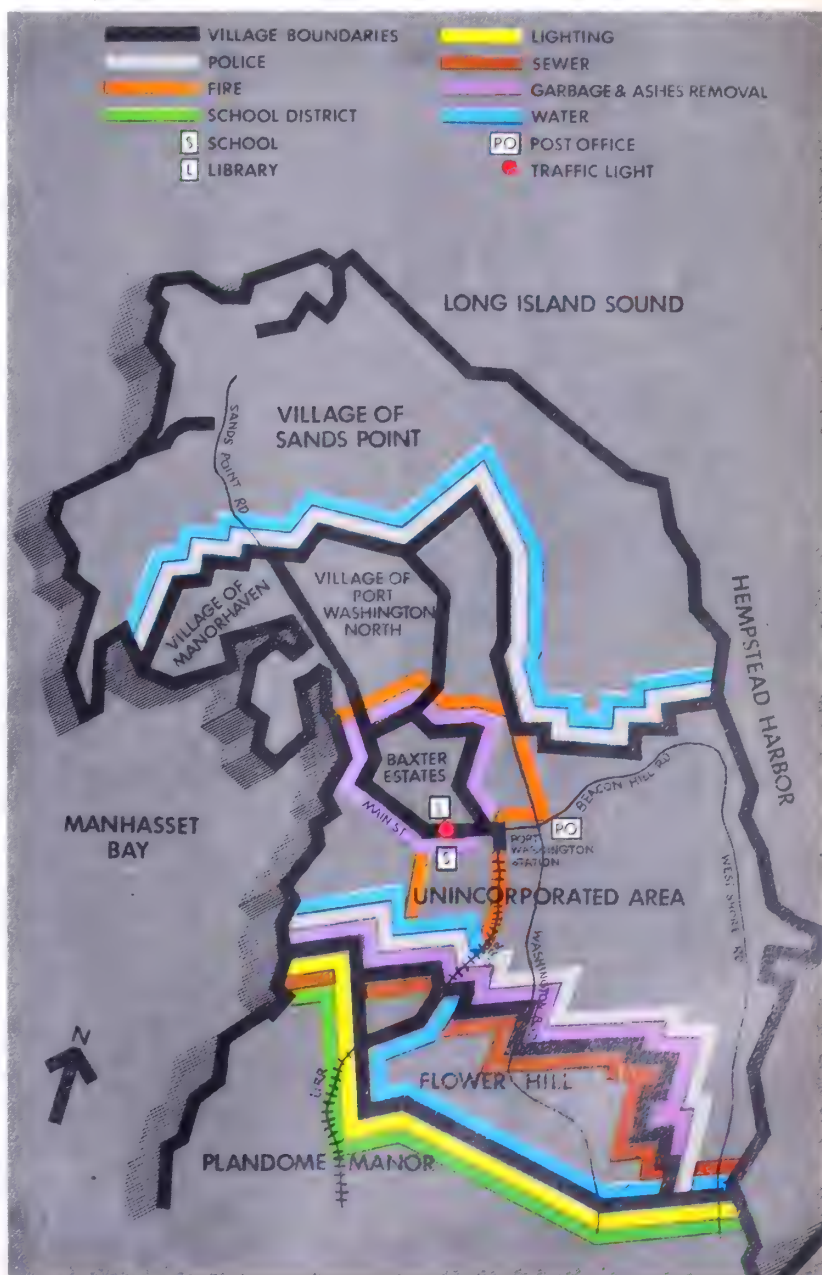 VILLAGE BOUNDARIES
POLICE
FIRE
SCHOOL DISTRICT
S SCHOOL
L LIBRARY
LIGHTING
SEWER
GARBAGE & ASHES REMOVAL
WATER
PO POST OFFICE
TRAFFIC LIGHT
LONG ISLAND SOUND
VILLAGE OF
SANDS POINT
SANDS POINT RD
VILLAGE OF
MANORHAVEN
VILLAGE OF
PORT
WASHINGTON
NORTH
HEMPSTEAD HARBOR
BAXTER
ESTATES
L
MAIN ST
S
BEACON HILL RD
PO
PORT
WASHINGTON
STATION
MANHASSET
BAY
UNINCORPORATED AREA
WEST SHORE RD
WASHINGTON
LIRR
N
FLOWER HILL
LIRR
PLANDOME MANOR